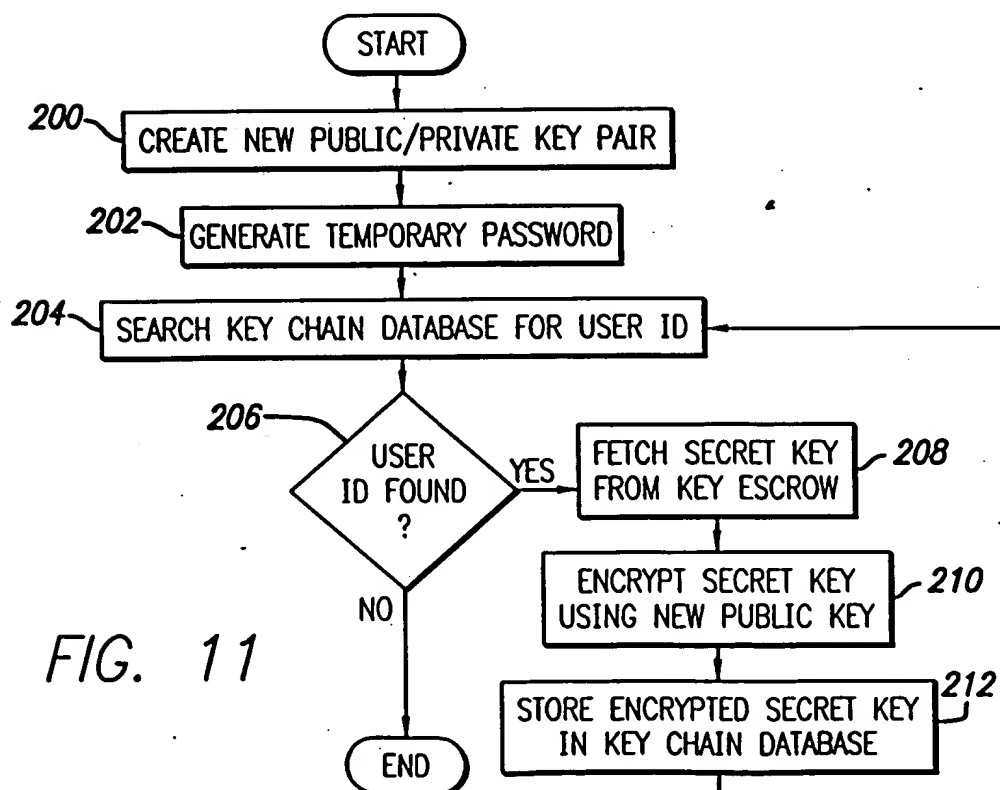 START
200
CREATE NEW PUBLIC/PRIVATE KEY PAIR
202
GENERATE TEMPORARY PASSWORD
204
SEARCH KEY CHAIN DATABASE FOR USER ID
206
USER
ID FOUND
?
YES
FETCH SECRET KEY
FROM KEY ESCROW
208
ENCRYPT SECRET KEY
USING NEW PUBLIC KEY
210
NO
FIG. 11
STORE ENCRYPTED SECRET KEY
IN KEY CHAIN DATABASE
212
END